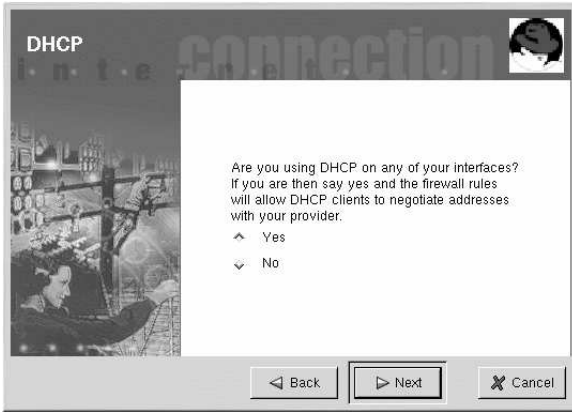 DHCP
connection
internet
Are you using DHCP on any of your interfaces?
If you are then say yes and the firewall rules
will allow DHCP clients to negotiate addresses
with your provider.
Yes
No
Back
Next
Cancel